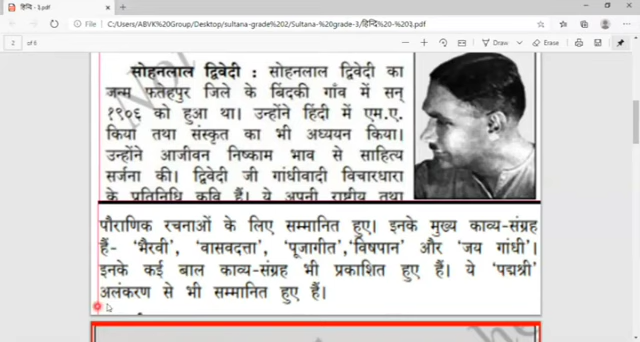 हिन्दी - 3.pdf
C:/Users/ABVK%20Group/Desktop/sultana-grade%202/Sultana-%20grade-3/हिन्दी%20-%203.pdf
2 of 6
Draw
Erase
सोहनलाल द्विवेदी : सोहनलाल द्विवेदी का
जन्म फतेहपुर जिले के बिंदकी गाँव में सन्
१९०६ को हुआ था। उन्होंने हिंदी में एम.ए.
किया तथा संस्कृत का भी अध्ययन किया।
उन्होंने आजीवन निष्काम भाव से साहित्य
सर्जना की। द्विवेदी जी गांधीवादी विचारधारा
के प्रतिनिधि कवि हैं। ये अपनी राष्ट्रीय तथा
पौराणिक रचनाओं के लिए सम्मानित हुए। इनके मुख्य काव्य-संग्रह
हैं- 'भैरवी', 'वासवदत्ता', 'पूजागीत','विषपान' और 'जय गांधी'।
इनके कई बाल काव्य-संग्रह भी प्रकाशित हुए हैं। ये 'पद्मश्री'
अलंकरण से भी सम्मानित हुए हैं।